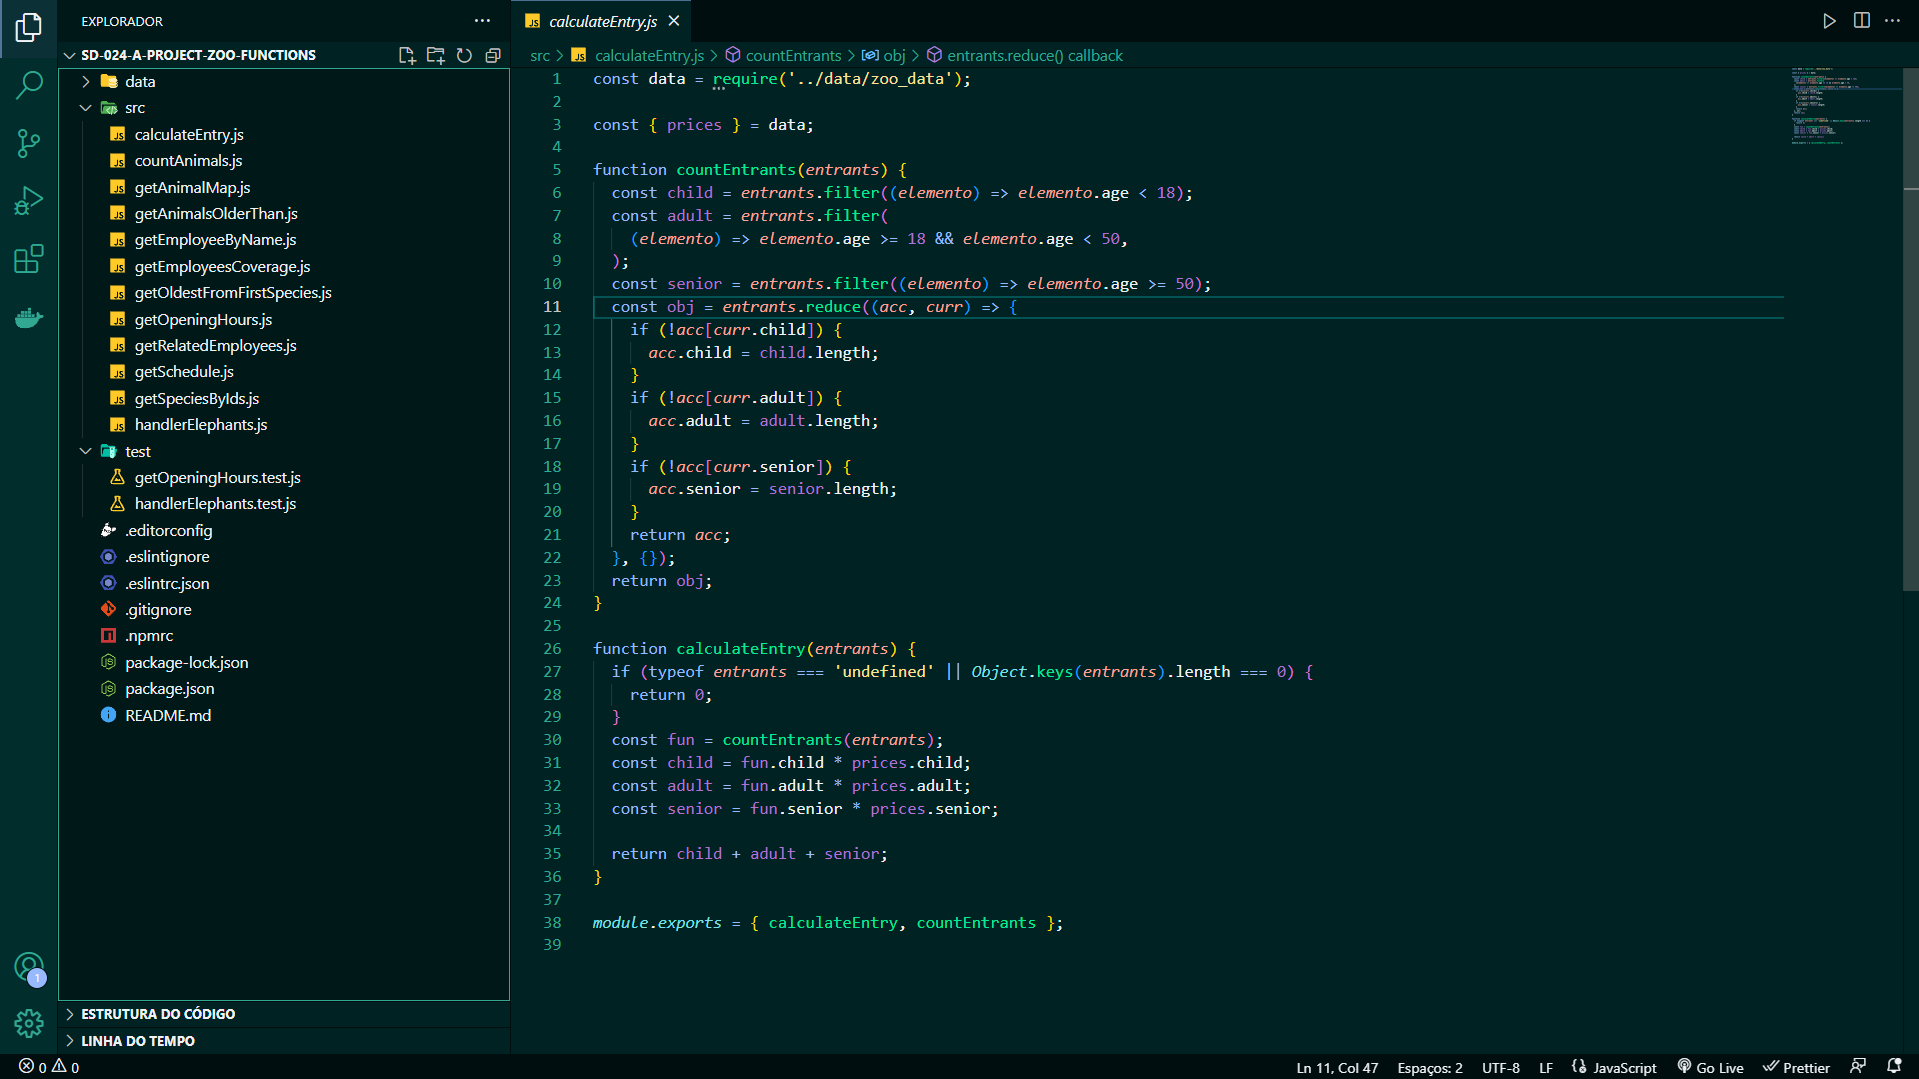 EXPLORADOR
SD-024-A-PROJECT-ZOO-FUNCTIONS
data
src
calculateEntry.js
countAnimals.js
getAnimalMap.js
getAnimalsOlderThan.js
getEmployeeByName.js
getEmployeesCoverage.js
getOldestFromFirstSpecies.js
getOpeningHours.js
getRelatedEmployees.js
getSchedule.js
getSpeciesByIds.js
handlerElephants.js
test
getOpeningHours.test.js
handlerElephants.test.js
.editorconfig
.eslintignore
.eslintrc.json
.gitignore
.npmrc
package-lock.json
package.json
README.md
1
ESTRUTURA DO CÓDIGO
LINHA DO TEMPO
calculateEntry.js
src > calculateEntry.js > countEntrants > obj > entrants.reduce() callback
1 const data = require('../data/zoo_data');
2
3 const { prices } = data;
4
5 function countEntrants(entrants) {
6 const child = entrants.filter((elemento) => elemento.age < 18);
7 const adult = entrants.filter(
8 (elemento) => elemento.age >= 18 && elemento.age < 50,
9 );
10 const senior = entrants.filter((elemento) => elemento.age >= 50);
11 const obj = entrants.reduce((acc, curr) => {
12 if (!acc[curr.child]) {
13 acc.child = child.length;
14 }
15 if (!acc[curr.adult]) {
16 acc.adult = adult.length;
17 }
18 if (!acc[curr.senior]) {
19 acc.senior = senior.length;
20 }
21 return acc;
22 }, {});
23 return obj;
24 }
25
26 function calculateEntry(entrants) {
27 if (typeof entrants === 'undefined' || Object.keys(entrants).length === 0) {
28 return 0;
29 }
30 const fun = countEntrants(entrants);
31 const child = fun.child * prices.child;
32 const adult = fun.adult * prices.adult;
33 const senior = fun.senior * prices.senior;
34
35 return child + adult + senior;
36 }
37
38 module.exports = { calculateEntry, countEntrants };
39
0 0
Ln 11, Col 47 Espaços: 2 UTF-8 LF JavaScript Go Live Prettier